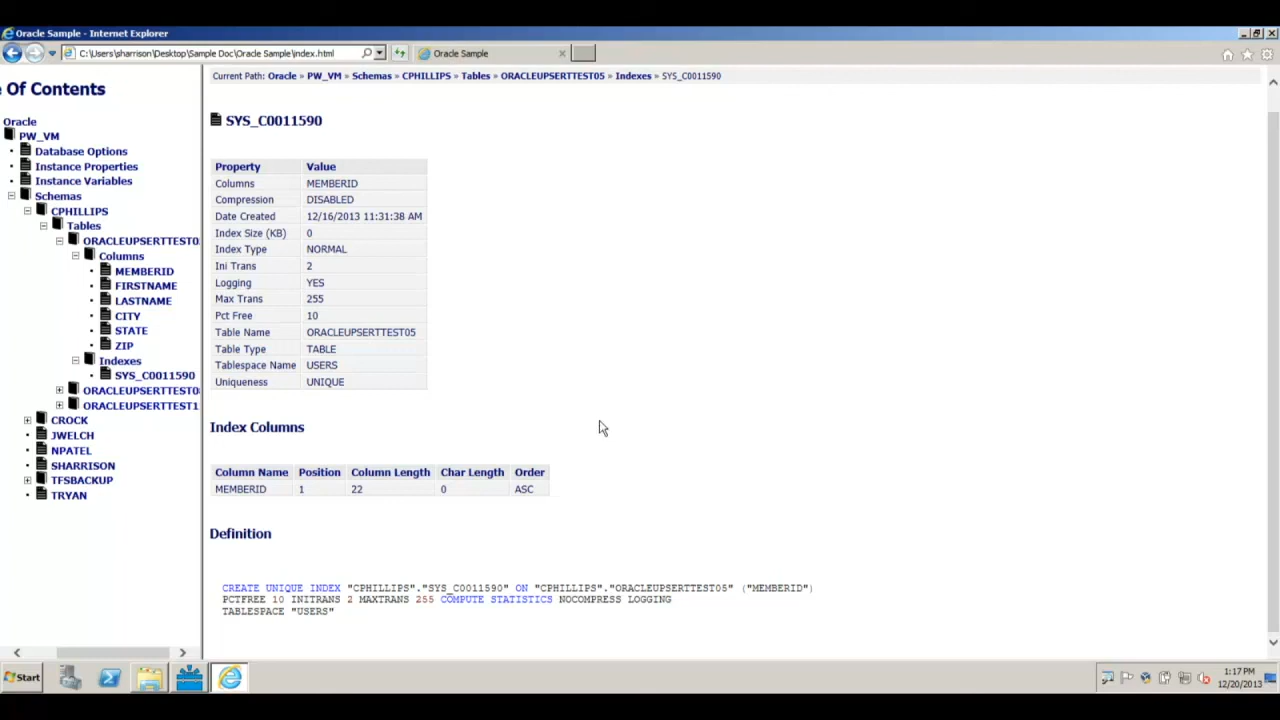 Oracle Sample - Internet Explorer
C:\Users\sharrison\Desktop\Sample Doc\Oracle Sample\index.html
Oracle Sample
Of Contents
Oracle
PW_VM
Database Options
Instance Properties
Instance Variables
Schemas
CPHILLIPS
Tables
ORACLEUPSERTTEST0
Columns
MEMBERID
FIRSTNAME
LASTNAME
CITY
STATE
ZIP
Indexes
SYS_C0011590
ORACLEUPSERTTEST0
ORACLEUPSERTTEST1
CROCK
JWELCH
NPATEL
SHARRISON
TFSBACKUP
TRYAN
Current Path: Oracle » PW_VM » Schemas » CPHILLIPS » Tables » ORACLEUPSERTTEST05 » Indexes » SYS_C0011590
SYS_C0011590
Property Value
Columns MEMBERID
Compression DISABLED
Date Created 12/16/2013 11:31:38 AM
Index Size (KB) 0
Index Type NORMAL
Ini Trans 2
Logging YES
Max Trans 255
Pct Free 10
Table Name ORACLEUPSERTTEST05
Table Type TABLE
Tablespace Name USERS
Uniqueness UNIQUE
Index Columns
Column Name Position Column Length Char Length Order
MEMBERID 1 22 0 ASC
Definition
CREATE UNIQUE INDEX "CPHILLIPS"."SYS_C0011590" ON "CPHILLIPS"."ORACLEUPSERTTEST05" ("MEMBERID")
PCTFREE 10 INITRANS 2 MAXTRANS 255 COMPUTE STATISTICS NOCOMPRESS LOGGING
TABLESPACE "USERS"
Start
1:17 PM
12/20/2013